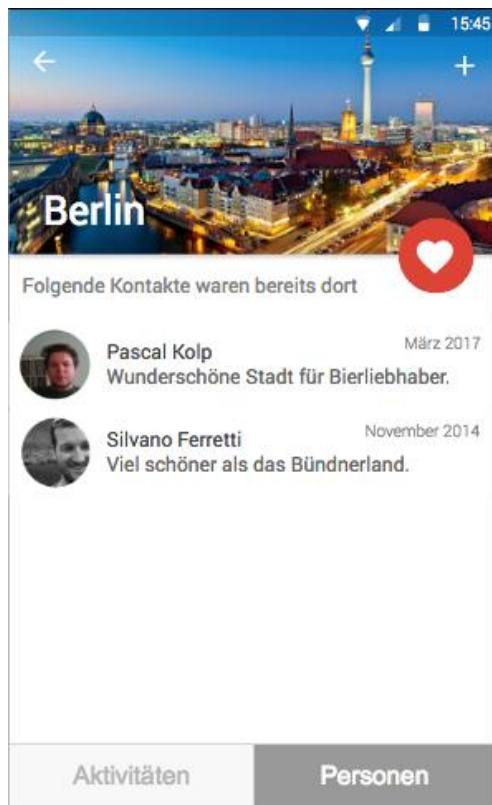 15:45
Berlin
Folgende Kontakte waren bereits dort
Pascal Kolp März 2017
Wunderschöne Stadt für Bierliebhaber.
Silvano Ferretti November 2014
Viel schöner als das Bündnerland.
Aktivitäten Personen